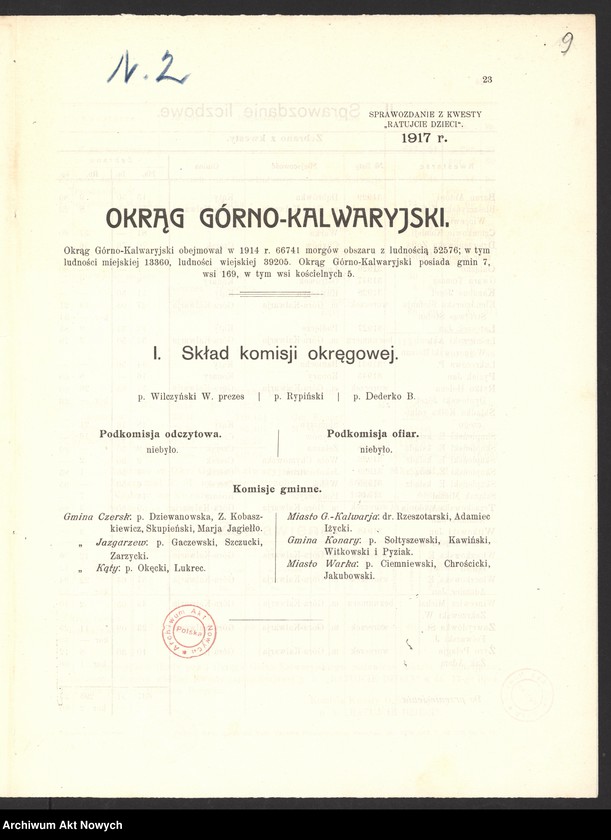 N. 2
9
23
SPRAWOZDANIE Z KWESTY
„RATUJCIE DZIECI".
1917 r.
OKRĄG GÓRNO-KALWARYJSKI.
Okrąg Górno-Kalwaryjski obejmował w 1914 r. 66741 morgów obszaru z ludnością 52576; w tym
ludności miejskiej 13360, ludności wiejskiej 39205. Okrąg Górno-Kalwaryjski posiada gmin 7,
wsi 169, w tym wsi kościelnych 5.
I. Skład komisji okręgowej.
p. Wilczyński W. prezes | p. Rypiński | p. Dederko B.
Podkomisja odczytowa.
niebyło.
Podkomisja ofiar.
niebyło.
Komisje gminne.
Gmina Czersk: p. Dziewanowska, Z. Kobasz-
kiewicz, Skupieński, Marja Jagiełło.
„ Jazgarzew: p. Gaczewski, Szczucki,
Zarzycki.
„ Kąty: p. Okęcki, Lukrec.
Miasto G.-Kalwarja: dr. Rzeszotarski, Adamiec
Iżycki.
Gmina Konary: p. Sołtyszewski, Kawiński,
Witkowski i Pyziak.
Miasto Warka: p. Ciemniewski, Chrościcki,
Jakubowski.
Archiwum Akt Nowych
Polska
Archiwum Akt Nowych